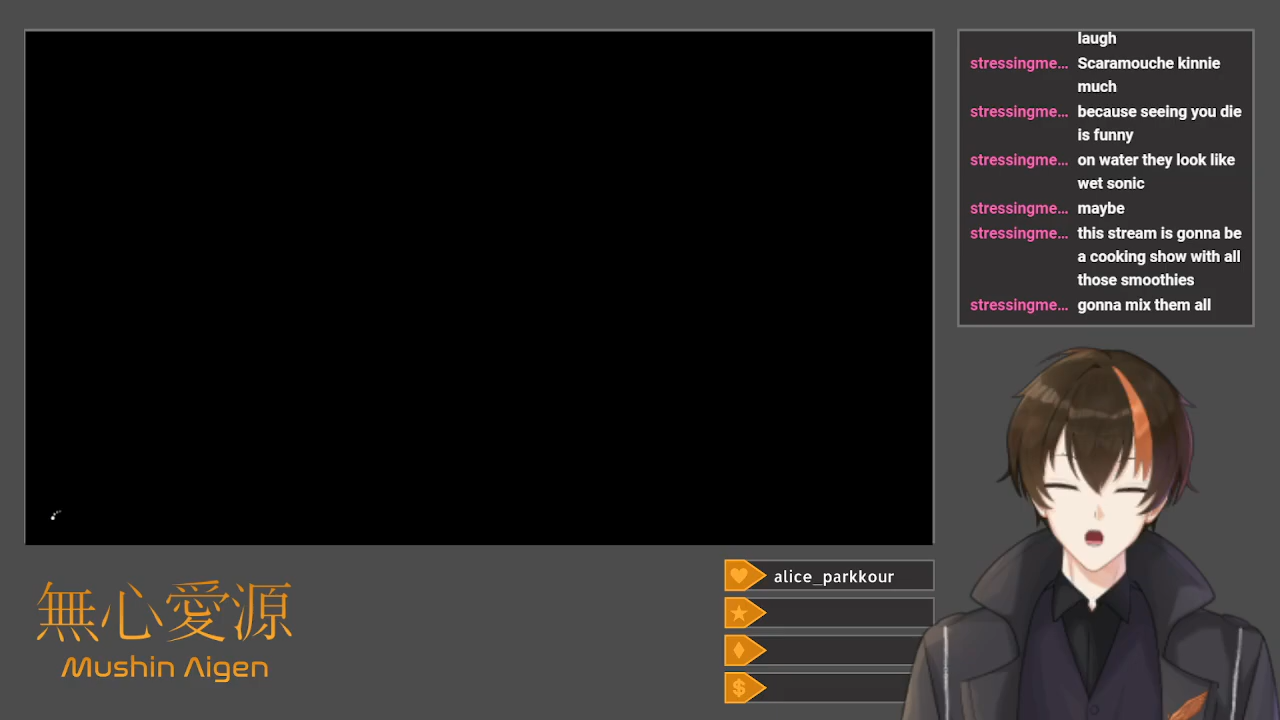 laugh
stressingme... Scaramouche kinnie
much
stressingme... because seeing you die
is funny
stressingme... on water they look like
wet sonic
stressingme... maybe
stressingme... this stream is gonna be
a cooking show with all
those smoothies
stressingme... gonna mix them all
alice_parkkour
無心愛源
Mushin Aigen